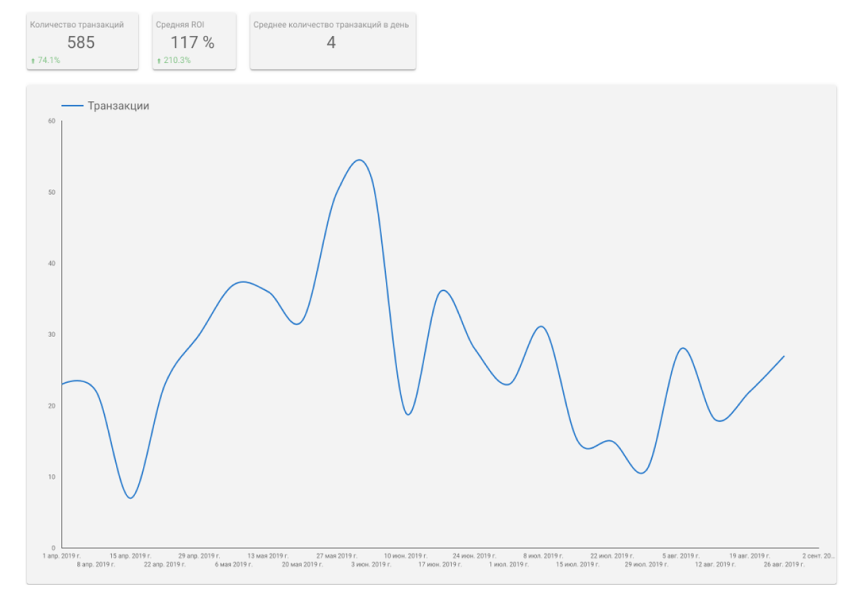 Количество транзакций
585
74.1%
Средняя ROI
117 %
210.3%
Среднее количество транзакций в день
4
Транзакции
60
50
40
30
20
10
0
1 апр. 2019 г.
15 апр. 2019 г.
29 апр. 2019 г.
13 мая 2019 г.
27 мая 2019 г.
10 июн. 2019 г.
24 июн. 2019 г.
8 июл. 2019 г.
22 июл. 2019 г.
5 авг. 2019 г.
19 авг. 2019 г.
2 сент. 20...
8 апр. 2019 г.
22 апр. 2019 г.
6 мая 2019 г.
20 мая 2019 г.
3 июн. 2019 г.
17 июн. 2019 г.
1 июл. 2019 г.
15 июл. 2019 г.
29 июл. 2019 г.
12 авг. 2019 г.
26 авг. 2019 г.